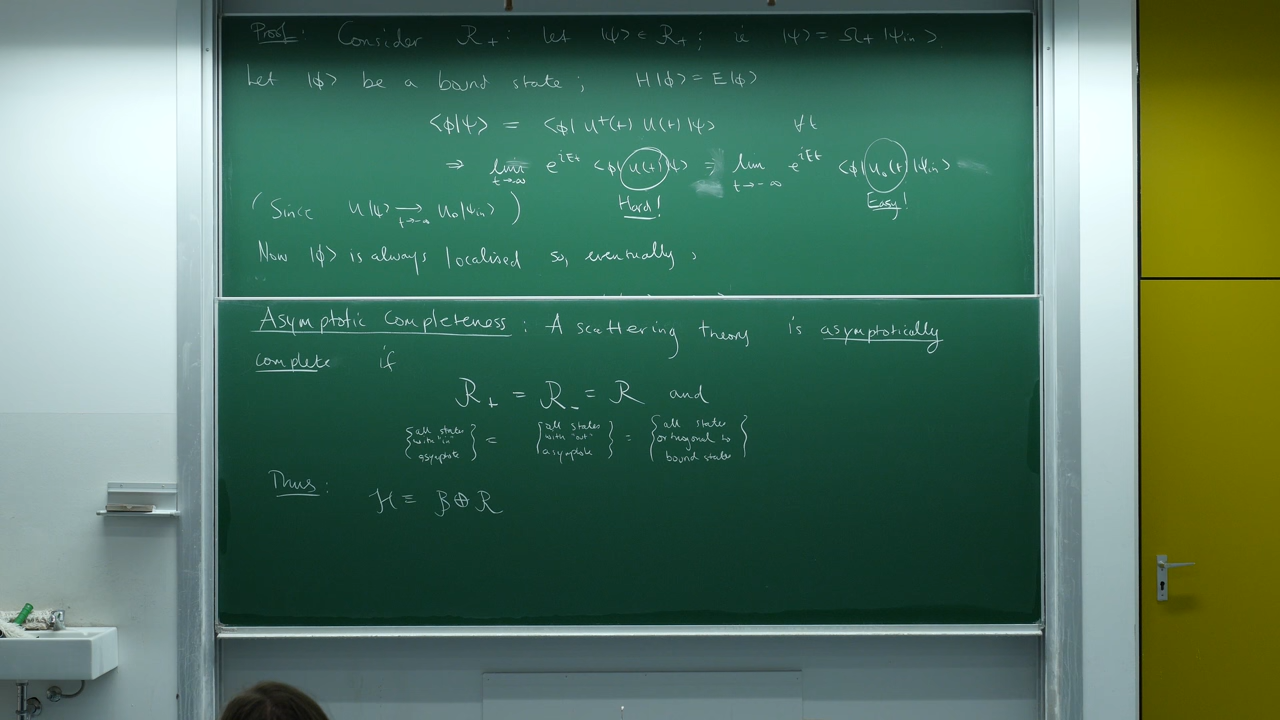 Proof: Consider R₊: let |ψ> ∈ R₊; ie |ψ> = Ω₊|ψin>.
Let |φ> be a bound state; H|φ> = E|φ>
<φ|ψ> = <φ| U†(t) U(t) |ψ> ∀t
⇒ lim t→-∞ e^{iEt} <φ| U(t) |ψ> = lim t→-∞ e^{iEt} <φ| U₀(t) |ψin>
Hard! Easy!
(Since U|ψ> → t→-∞ U₀|ψin>)
Now |φ> is always localised so, eventually,
Asymptotic Completeness: A scattering theory is asymptotically
complete if
R₊ = R₋ = R and
{all states with "in" asymptote} = {all states with "out" asymptote} = {all states orthogonal to bound states}
Thus: H ≡ B ⊕ R